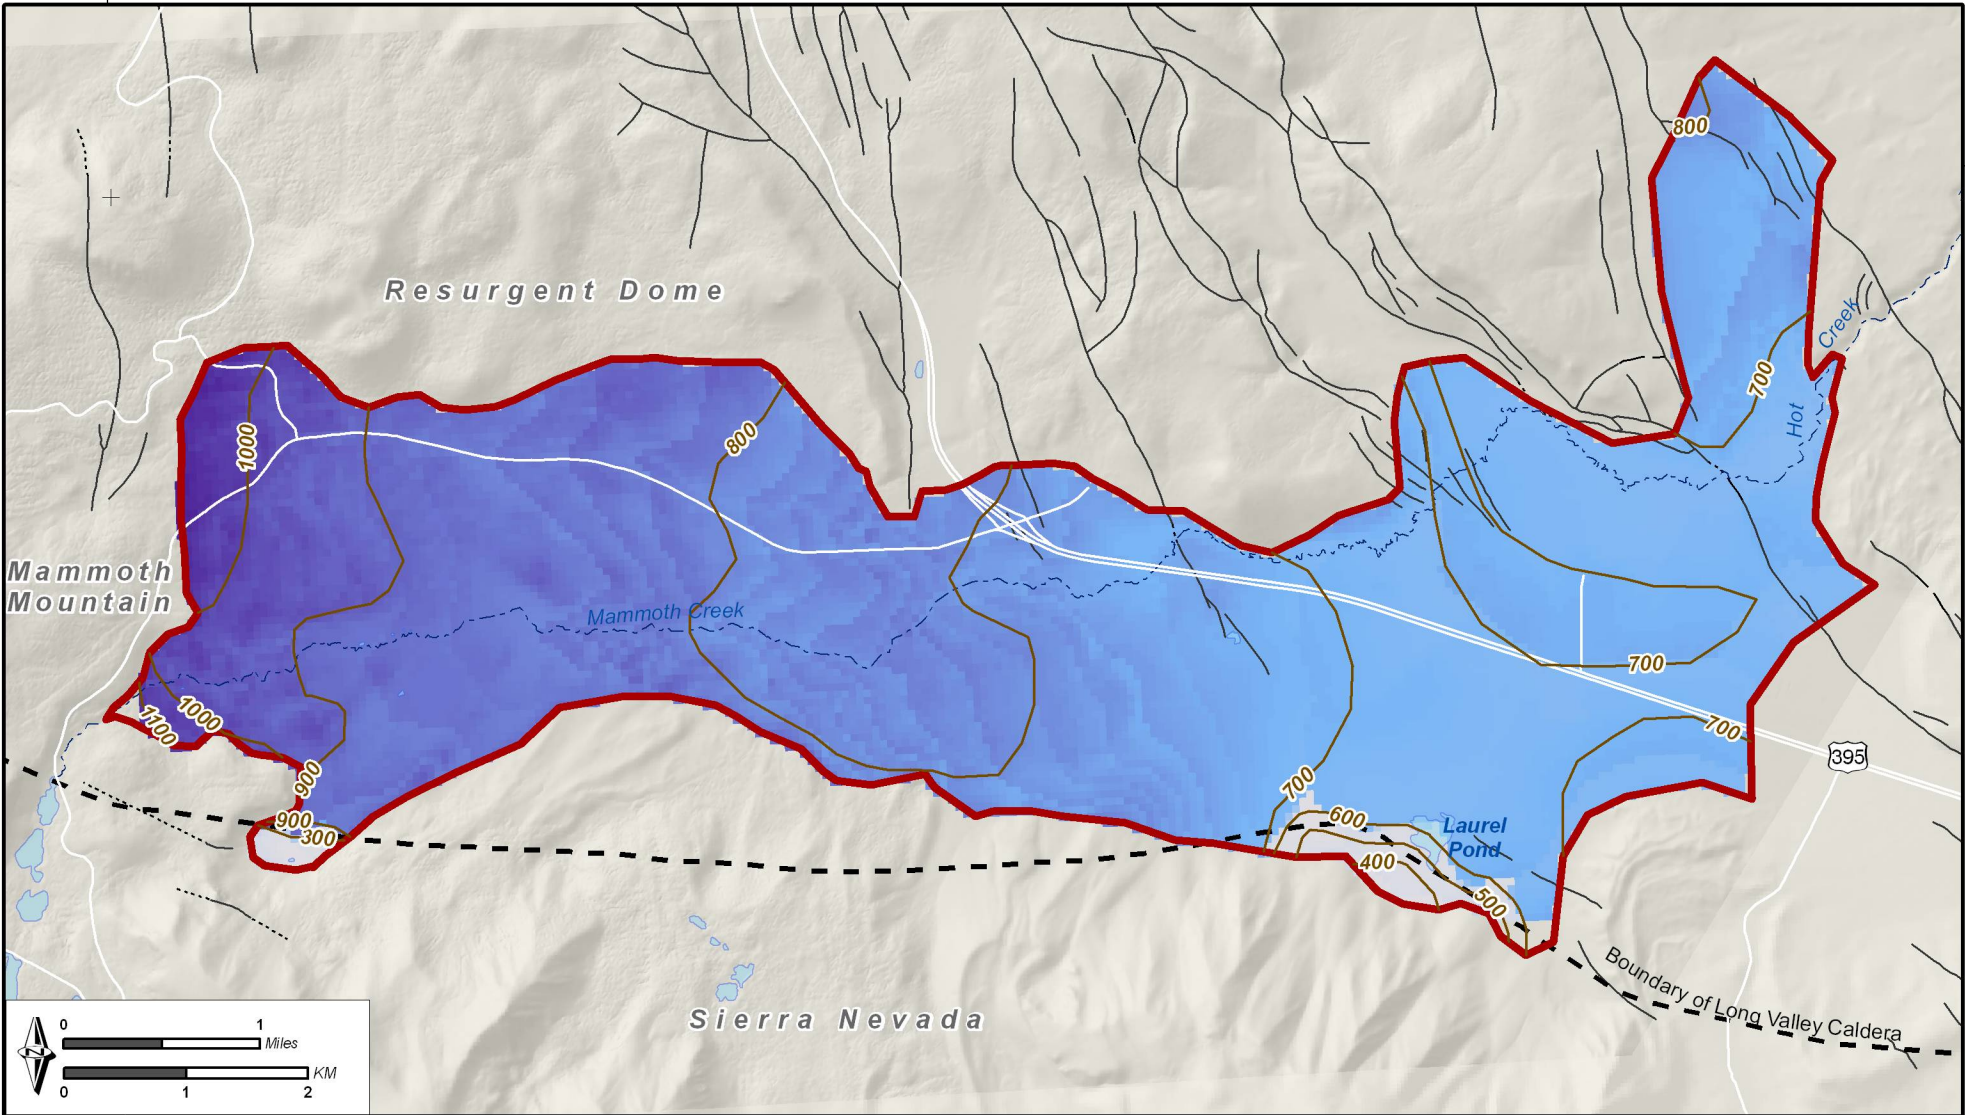 800
Resurgent Dome
Creek
700
Hot
1000
800
Mammoth
Mountain
Mammoth Creek
700
1000
1100
700
395
900
700
600
Laurel
Pond
900
300
400
500
Boundary of Long Valley Caldera
Sierra Nevada
N
0 1
Miles
KM
0 1 2